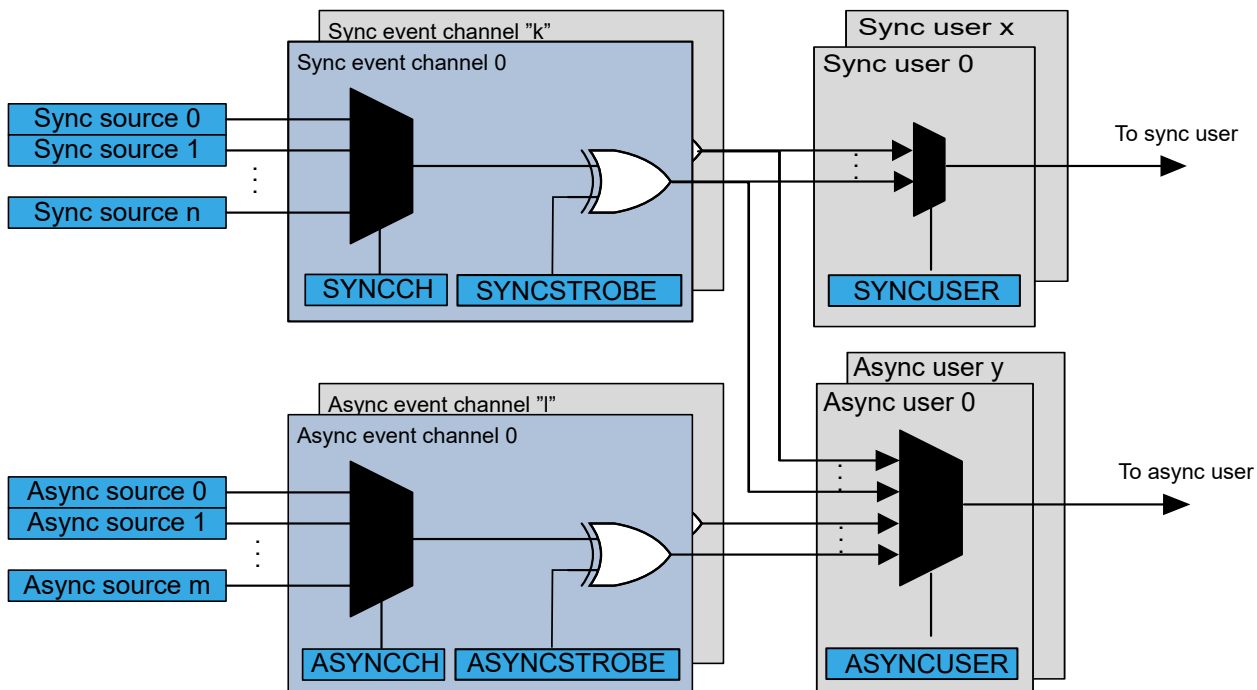 Sync event channel "k"
Sync event channel 0
Sync source 0
Sync source 1
Sync source n
SYNCCH
SYNCSTROBE
Sync user x
Sync user 0
SYNCUSER
To sync user
Async event channel "l"
Async event channel 0
Async source 0
Async source 1
Async source m
ASYNCCH
ASYNCSTROBE
Async user y
Async user 0
ASYNCUSER
To async user